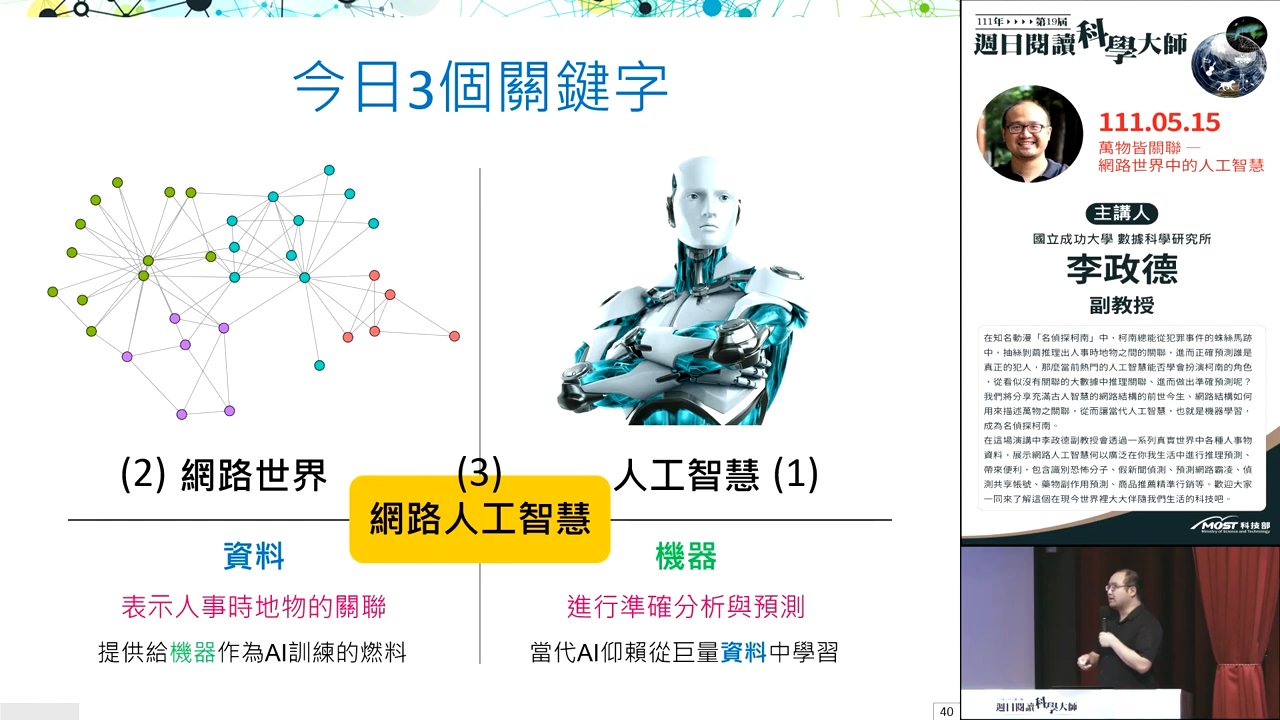 今日3個關鍵字
(2) 網路世界
(3)
人工智慧 (1)
網路人工智慧
資料
機器
表示人事時地物的關聯
進行準確分析與預測
提供給機器作為AI訓練的燃料
當代AI仰賴從巨量資料中學習
40
111年 第19屆
週日閱讀科學大師
111.05.15
萬物皆關聯 —
網路世界中的人工智慧
主講人
國立成功大學 數據科學研究所
李政德
副教授
在知名動漫「名偵探柯南」中，柯南總能從犯罪事件的蛛絲馬跡
中，抽絲剝繭推理出人事時地物之間的關聯，進而正確預測誰是
真正的犯人，那麼當前熱門的人工智慧能否學會扮演柯南的角色
，從看似沒有關聯的大數據中推理關聯、進而做出準確預測呢？
我們將分享充滿古人智慧的網路結構的前世今生、網路結構如何
用來描述萬物之關聯，從而讓當代人工智慧，也就是機器學習，
成為名偵探柯南。
在這場演講中李政德副教授會透過一系列真實世界中各種人事物
資料，展示網路人工智慧何以廣泛在你我生活中進行推理預測、
帶來便利，包含識別恐怖分子、假新聞偵測、預測網路霸凌、偵
測共享帳號、藥物副作用預測、商品推薦精準行銷等。歡迎大家
一同來了解這個在現今世界裡大大伴隨我們生活的科技吧。
MOST 科技部
Ministry of Science and Technology
週日閱讀科學大師